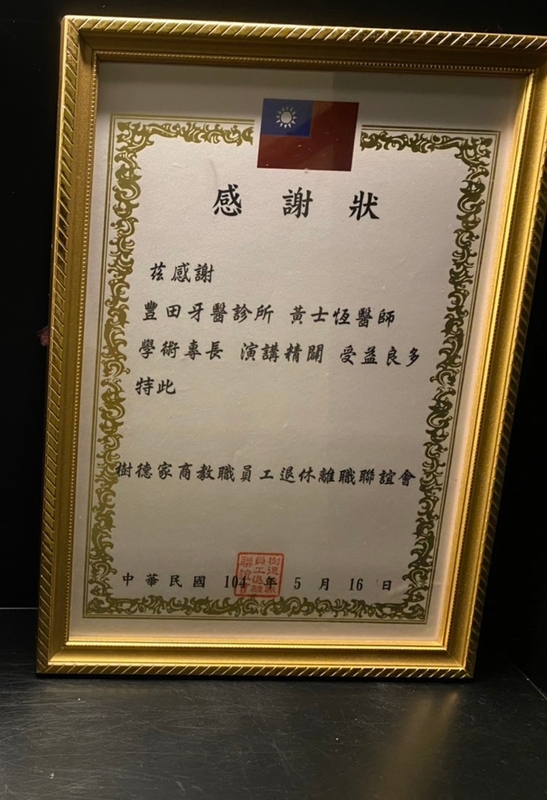 感謝狀
茲感謝
豐田牙醫診所 黃士恆醫師
學術專長 演講精闢 受益良多
特此
樹德家商教職員工退休離職聯誼會
中華民國 104 年 5 月 16 日